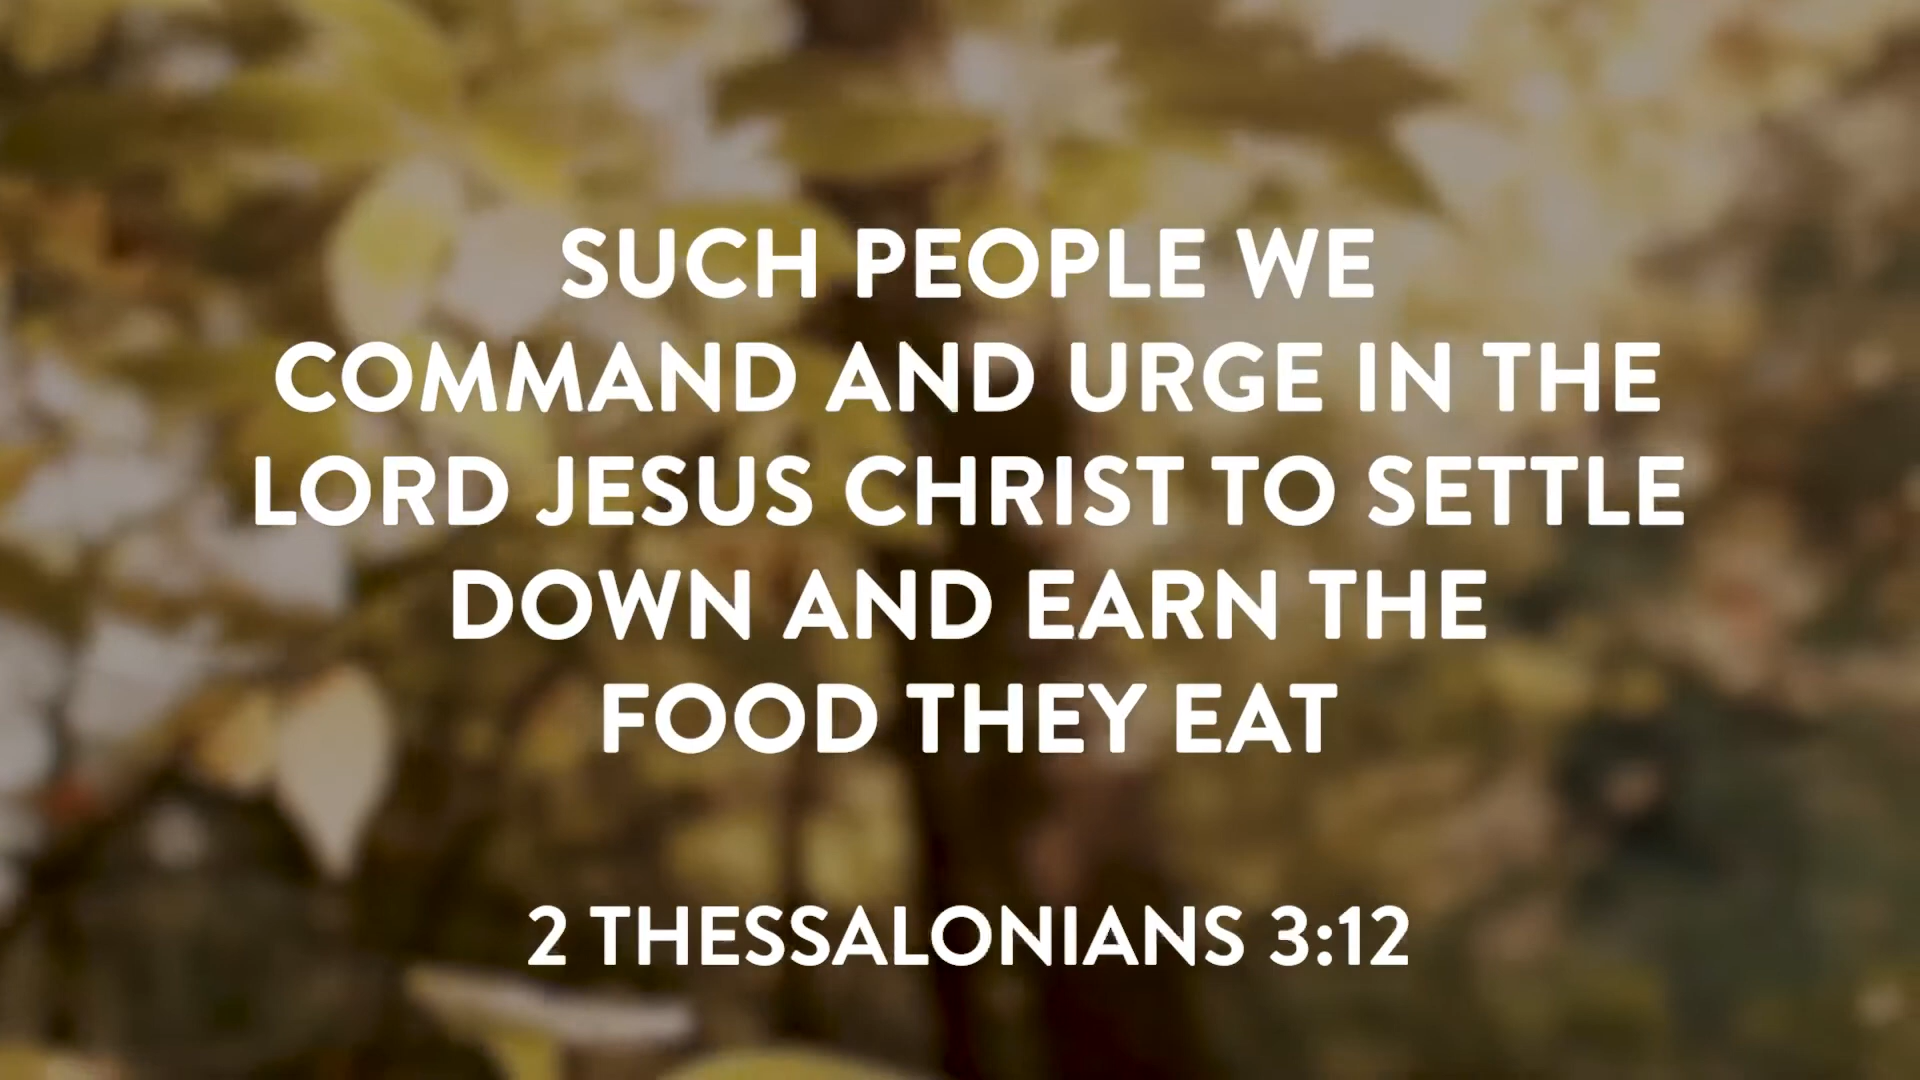 SUCH PEOPLE WE
COMMAND AND URGE IN THE
LORD JESUS CHRIST TO SETTLE
DOWN AND EARN THE
FOOD THEY EAT
2 THESSALONIANS 3:12